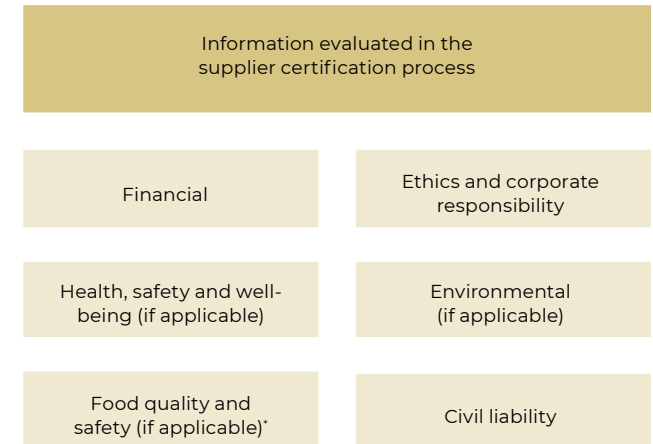 Information evaluated in the
supplier certification process
Financial
Ethics and corporate
responsibility
Health, safety and well-
being (if applicable)
Environmental
(if applicable)
Food quality and
safety (if applicable)*
Civil liability